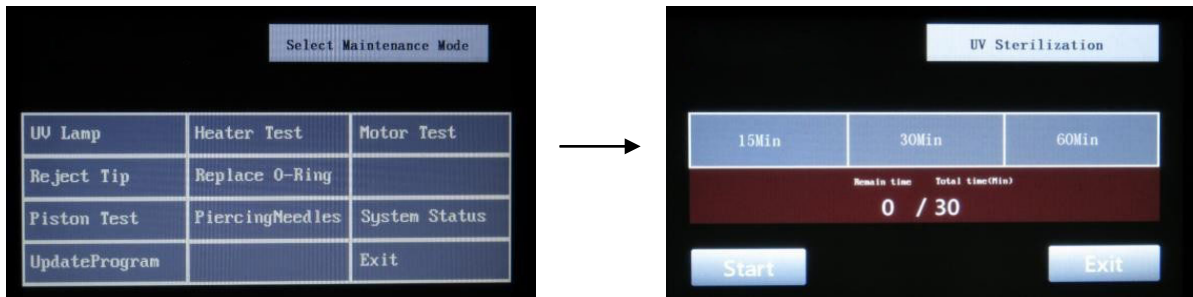 Select Maintenance Mode
UV Lamp Heater Test Motor Test
Reject Tip Replace O-Ring
Piston Test PiercingNeedles System Status
UpdateProgram Exit
UV Sterilization
15Min 30Min 60Min
Remain time Total time(Min)
0 / 30
Start Exit